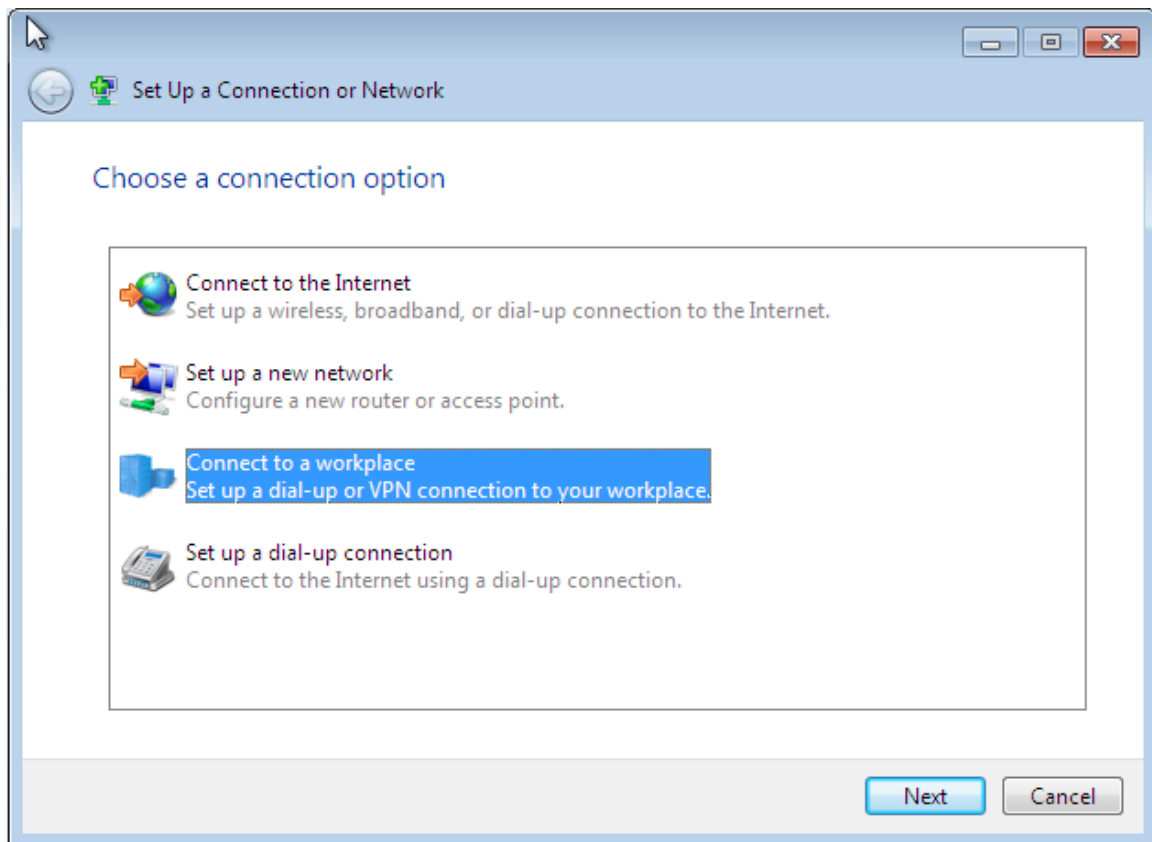 Set Up a Connection or Network
Choose a connection option
Connect to the Internet
Set up a wireless, broadband, or dial-up connection to the Internet.
Set up a new network
Configure a new router or access point.
Connect to a workplace
Set up a dial-up or VPN connection to your workplace.
Set up a dial-up connection
Connect to the Internet using a dial-up connection.
Next Cancel